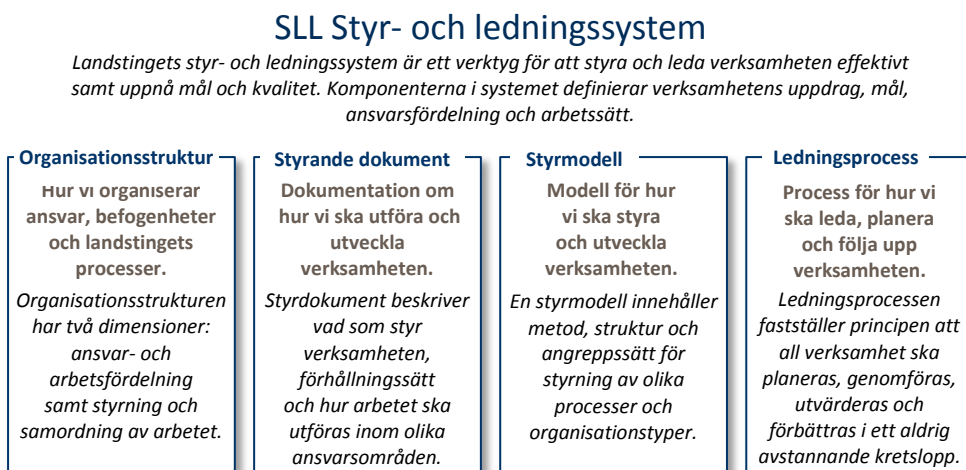 SLL Styr- och ledningssystem
Landstingets styr- och ledningssystem är ett verktyg för att styra och leda verksamheten effektivt
samt uppnå mål och kvalitet. Komponenterna i systemet definierar verksamhetens uppdrag, mål,
ansvarsfördelning och arbetssätt.
Organisationsstruktur
Hur vi organiserar
ansvar, befogenheter
och landstingets
processer.
Organisationsstrukturen
har två dimensioner:
ansvar- och
arbetsfördelning
samt styrning och
samordning av arbetet.
Styrande dokument
Dokumentation om
hur vi ska utföra och
utveckla
verksamheten.
Styrdokument beskriver
vad som styr
verksamheten,
förhållningssätt
och hur arbetet ska
utföras inom olika
ansvarsområden.
Styrmodell
Modell för hur
vi ska styra
och utveckla
verksamheten.
En styrmodell innehåller
metod, struktur och
angreppssätt för
styrning av olika
processer och
organisationstyper.
Ledningsprocess
Process för hur vi
ska leda, planera
och följa upp
verksamheten.
Ledningsprocessen
fastställer principen att
all verksamhet ska
planeras, genomföras,
utvärderas och
förbättras i ett aldrig
avstannande kretslopp.